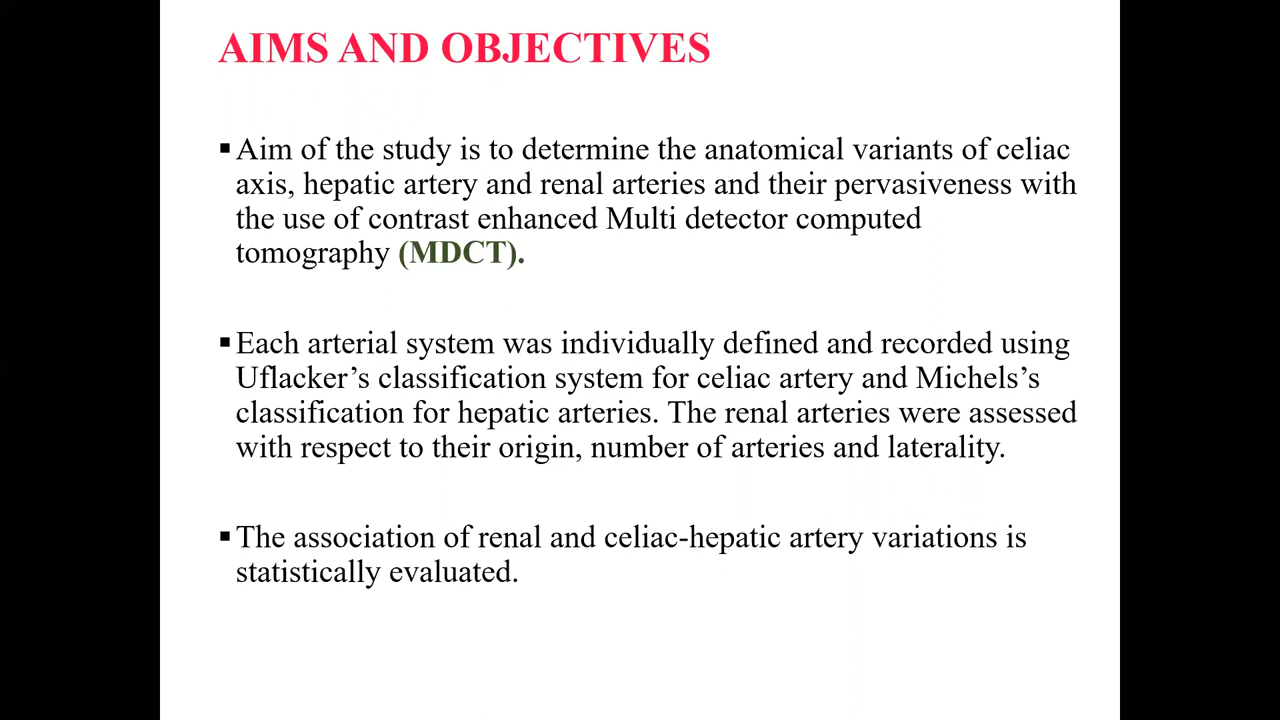 AIMS AND OBJECTIVES
▪Aim of the study is to determine the anatomical variants of celiac
axis, hepatic artery and renal arteries and their pervasiveness with
the use of contrast enhanced Multi detector computed
tomography (MDCT).
▪Each arterial system was individually defined and recorded using
Uflacker’s classification system for celiac artery and Michels’s
classification for hepatic arteries. The renal arteries were assessed
with respect to their origin, number of arteries and laterality.
▪The association of renal and celiac-hepatic artery variations is
statistically evaluated.